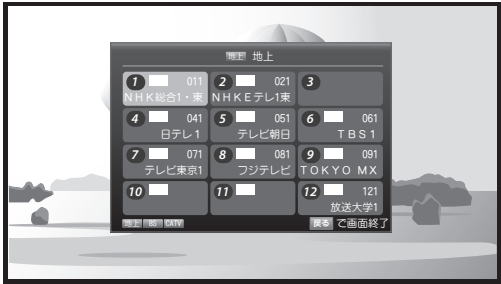 地上 地上
1 011
NHK総合1・東
2 021
NHKEテレ1東
3
4 041
日テレ1
5 051
テレビ朝日
6 061
TBS1
7 071
テレビ東京1
8 081
フジテレビ
9 091
TOKYO MX
10
11
12 121
放送大学1
地上 BS CATV
戻る で画面終了